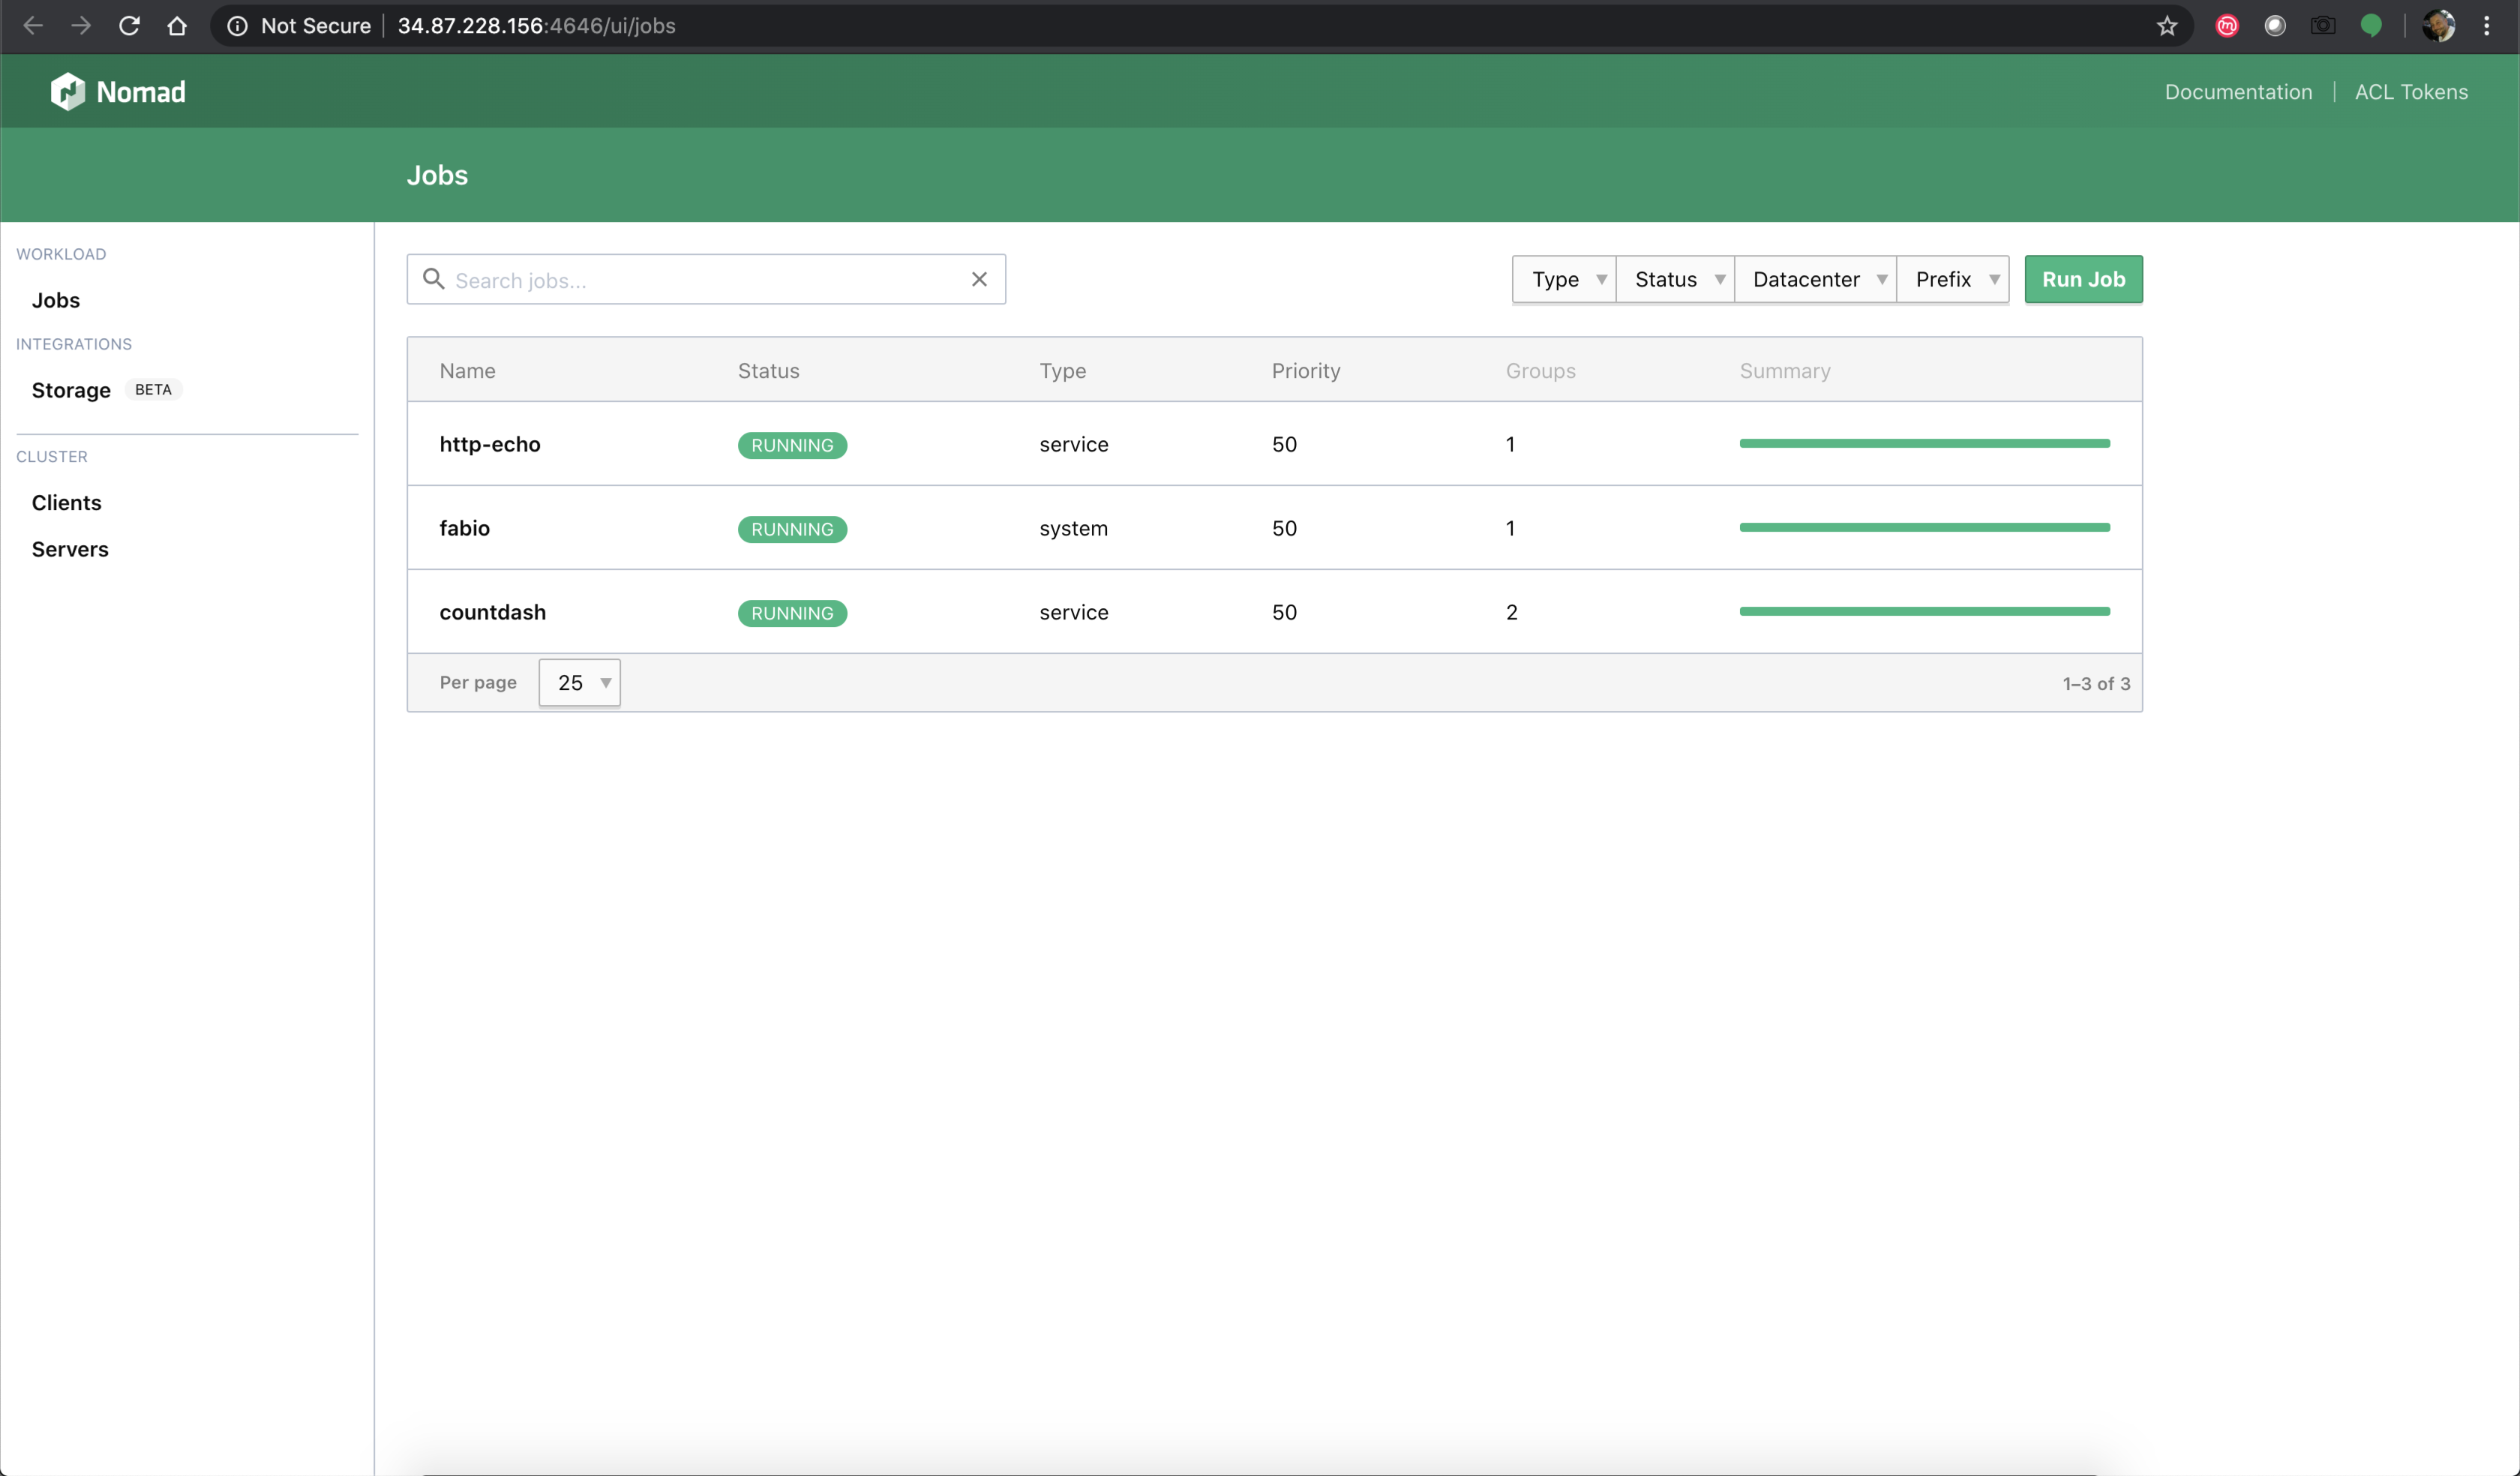 Not Secure 34.87.228.156:4646/ui/jobs
Nomad
Documentation
ACL Tokens
Jobs
WORKLOAD
Jobs
INTEGRATIONS
Storage BETA
CLUSTER
Clients
Servers
Search jobs...
Type Status Datacenter Prefix Run Job
Name Status Type Priority Groups Summary
http-echo RUNNING service 50 1
fabio RUNNING system 50 1
countdash RUNNING service 50 2
Per page 25 1–3 of 3